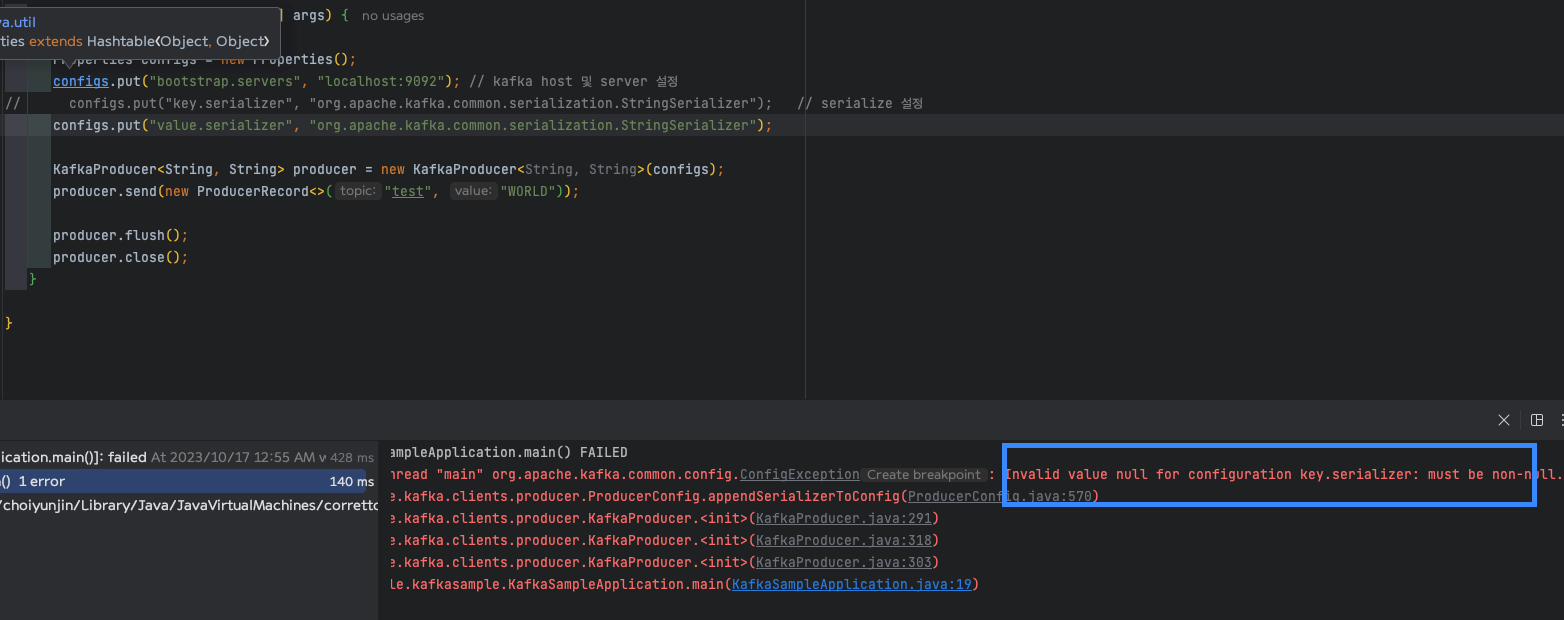 args) { no usages
va.util
ties extends Hashtable<Object, Object>
Properties configs = new Properties();
configs.put("bootstrap.servers", "localhost:9092"); // kafka host 및 server 설정
// configs.put("key.serializer", "org.apache.kafka.common.serialization.StringSerializer"); // serialize 설정
configs.put("value.serializer", "org.apache.kafka.common.serialization.StringSerializer");
KafkaProducer<String, String> producer = new KafkaProducer<String, String>(configs);
producer.send(new ProducerRecord<>( topic: "test", value: "WORLD"));
producer.flush();
producer.close();
}
}
ication.main()]: failed At 2023/10/17 12:55 AM w 428 ms
() 1 error 140 ms
/choiyunjin/Library/Java/JavaVirtualMachines/corretto
ampleApplication.main() FAILED
hread "main" org.apache.kafka.common.config.ConfigException Create breakpoint : Invalid value null for configuration key.serializer: must be non-null.
e.kafka.clients.producer.ProducerConfig.appendSerializerToConfig(ProducerConfig.java:570)
e.kafka.clients.producer.KafkaProducer.<init>(KafkaProducer.java:291)
e.kafka.clients.producer.KafkaProducer.<init>(KafkaProducer.java:318)
e.kafka.clients.producer.KafkaProducer.<init>(KafkaProducer.java:303)
le.kafkasample.KafkaSampleApplication.main(KafkaSampleApplication.java:19)